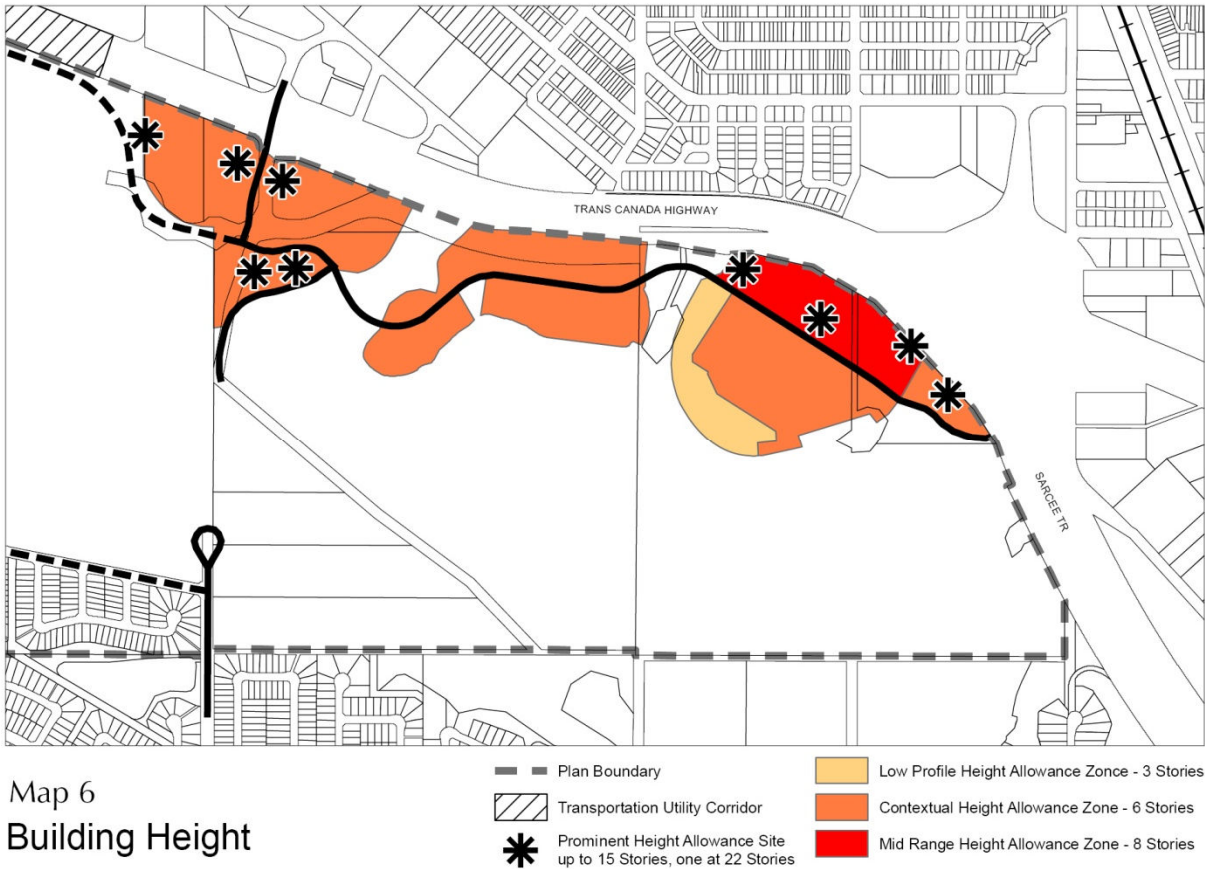 TRANS CANADA HIGHWAY
SARCEE TR
Map 6
Building Height
Plan Boundary
Transportation Utility Corridor
Prominent Height Allowance Site
up to 15 Stories, one at 22 Stories
Low Profile Height Allowance Zonce - 3 Stories
Contextual Height Allowance Zone - 6 Stories
Mid Range Height Allowance Zone - 8 Stories